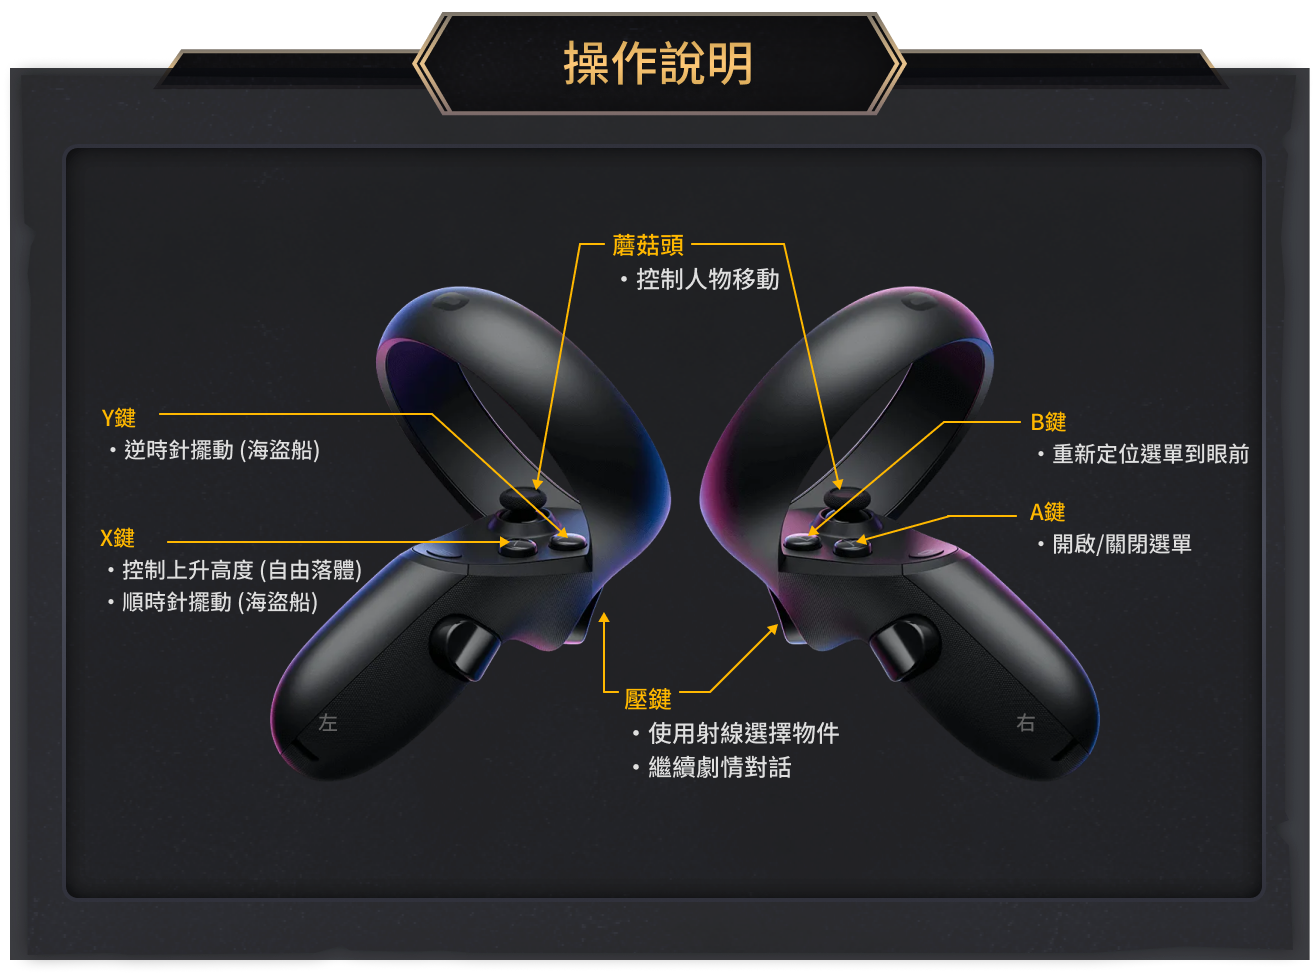 操作說明
蘑菇頭
・控制人物移動
Y鍵
・逆時針擺動 (海盜船)
B鍵
・重新定位選單到眼前
X鍵
・控制上升高度 (自由落體)
・順時針擺動 (海盜船)
A鍵
・開啟/關閉選單
壓鍵
・使用射線選擇物件
・繼續劇情對話
左
右